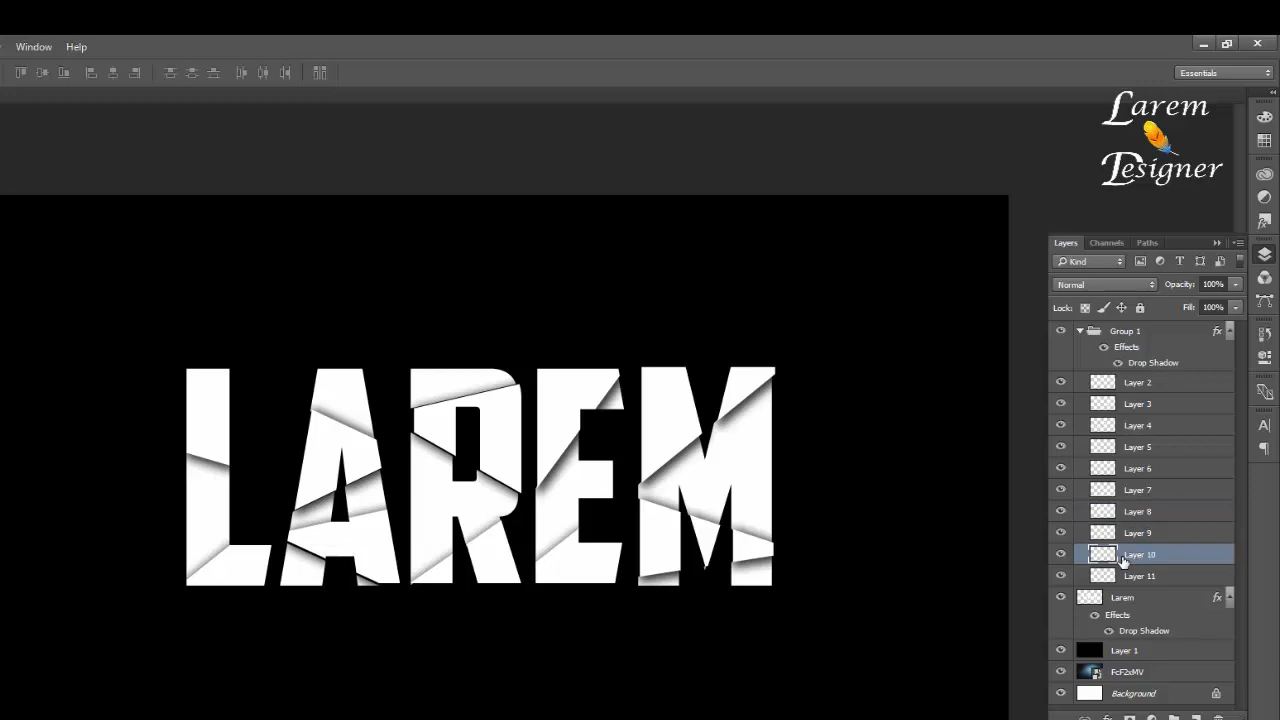 Window Help
Essentials
Larem
Designer
Layers Channels Paths
Kind
Normal Opacity: 100%
Lock: Fill: 100%
Group 1 fx
Effects
Drop Shadow
Layer 2
Layer 3
Layer 4
Layer 5
Layer 6
Layer 7
Layer 8
Layer 9
Layer 10
Layer 11
Larem fx
Effects
Drop Shadow
Layer 1
FcF2xMV
Background
LAREM